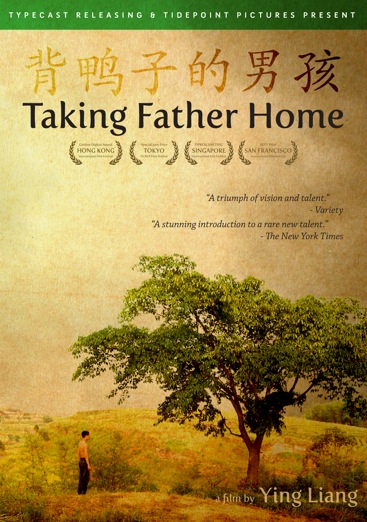 TYPECAST RELEASING & TIDEPOINT PICTURES PRESENT
背鸭子的男孩
Taking Father Home
HONG KONG
TOKYO
SINGAPORE
SAN FRANCISCO
"A triumph of vision and talent."
- Variety
"A stunning introduction to a rare new talent."
- The New York Times
a film by Ying Liang